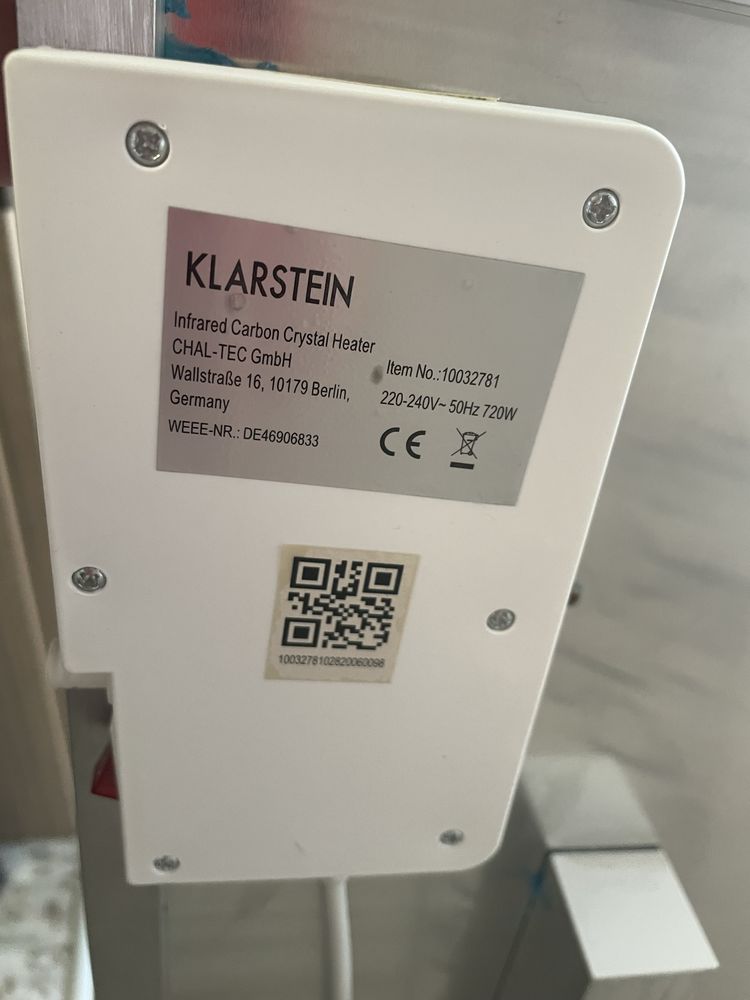 KLARSTEIN
Infrared Carbon Crystal Heater
CHAL-TEC GmbH
Wallstraße 16, 10179 Berlin,
Germany
WEEE-NR.: DE46906833
Item No.:10032781
220-240V~ 50Hz 720W
CE
1003278102820060098